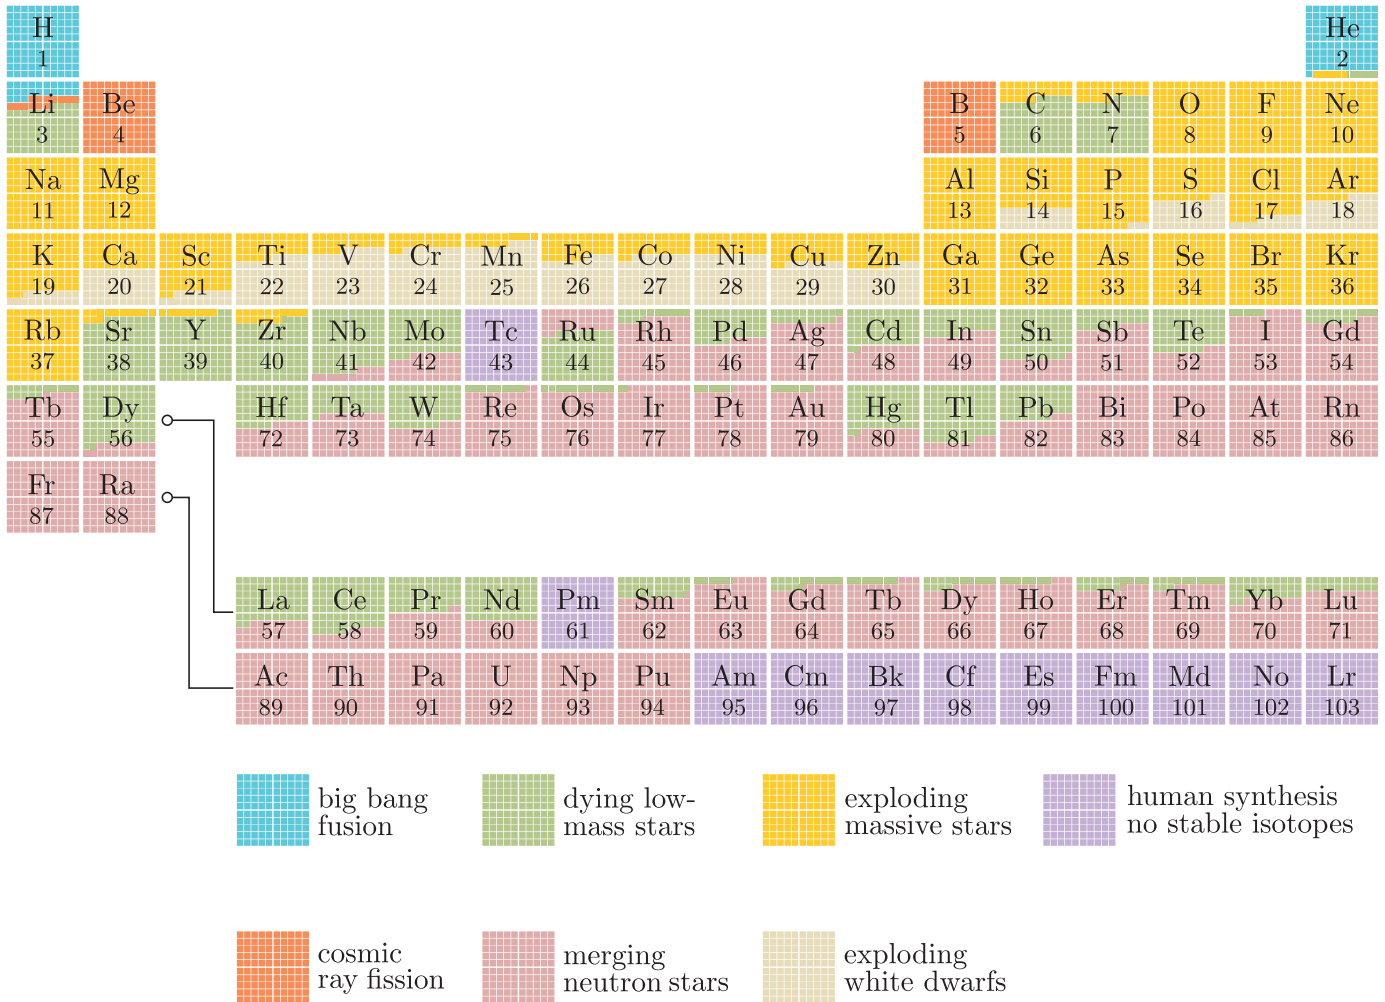 H He
1 2
Li Be B C N O F Ne
3 4 5 6 7 8 9 10
Na Mg Al Si P S Cl Ar
11 12 13 14 15 16 17 18
K Ca Sc Ti V Cr Mn Fe Co Ni Cu Zn Ga Ge As Se Br Kr
19 20 21 22 23 24 25 26 27 28 29 30 31 32 33 34 35 36
Rb Sr Y Zr Nb Mo Tc Ru Rh Pd Ag Cd In Sn Sb Te I Gd
37 38 39 40 41 42 43 44 45 46 47 48 49 50 51 52 53 54
Tb Dy Hf Ta W Re Os Ir Pt Au Hg Tl Pb Bi Po At Rn
55 56 72 73 74 75 76 77 78 79 80 81 82 83 84 85 86
Fr Ra
87 88
La Ce Pr Nd Pm Sm Eu Gd Tb Dy Ho Er Tm Yb Lu
57 58 59 60 61 62 63 64 65 66 67 68 69 70 71
Ac Th Pa U Np Pu Am Cm Bk Cf Es Fm Md No Lr
89 90 91 92 93 94 95 96 97 98 99 100 101 102 103
big bang
fusion
dying low-
mass stars
exploding
massive stars
human synthesis
no stable isotopes
cosmic
ray fission
merging
neutron stars
exploding
white dwarfs